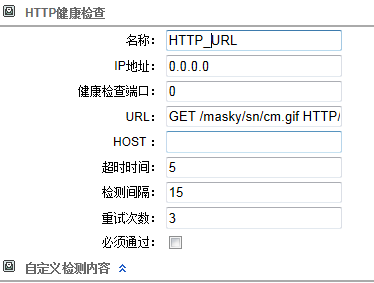 HTTP健康检查
名称: HTTP_URL
IP地址: 0.0.0.0
健康检查端口: 0
URL: GET /masky/sn/cm.gif HTTP/
HOST :
超时时间: 5
检测间隔: 15
重试次数: 3
必须通过:
自定义检测内容